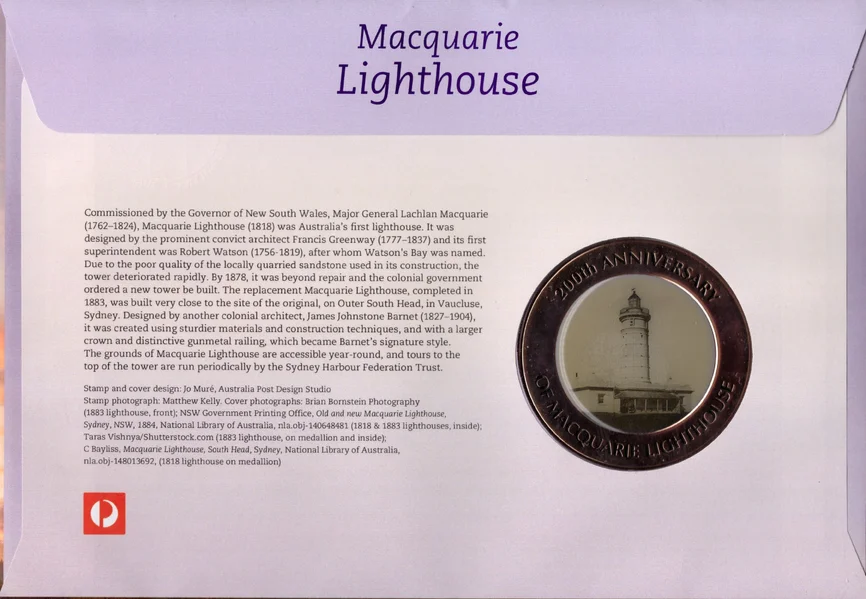 Macquarie
Lighthouse
Commissioned by the Governor of New South Wales, Major General Lachlan Macquarie
(1762–1824), Macquarie Lighthouse (1818) was Australia's first lighthouse. It was
designed by the prominent convict architect Francis Greenway (1777–1837) and its first
superintendent was Robert Watson (1756-1819), after whom Watson's Bay was named.
Due to the poor quality of the locally quarried sandstone used in its construction, the
tower deteriorated rapidly. By 1878, it was beyond repair and the colonial government
ordered a new tower be built. The replacement Macquarie Lighthouse, completed in
1883, was built very close to the site of the original, on Outer South Head, in Vaucluse,
Sydney. Designed by another colonial architect, James Johnstone Barnet (1827–1904),
it was created using sturdier materials and construction techniques, and with a larger
crown and distinctive gunmetal railing, which became Barnet's signature style.
The grounds of Macquarie Lighthouse are accessible year-round, and tours to the
top of the tower are run periodically by the Sydney Harbour Federation Trust.
Stamp and cover design: Jo Muré, Australia Post Design Studio
Stamp photograph: Matthew Kelly. Cover photographs: Brian Bornstein Photography
(1883 lighthouse, front); NSW Government Printing Office, Old and new Macquarie Lighthouse,
Sydney, NSW, 1884, National Library of Australia, nla.obj-140648481 (1818 & 1883 lighthouses, inside);
Taras Vishnya/Shutterstock.com (1883 lighthouse, on medallion and inside);
C Bayliss, Macquarie Lighthouse, South Head, Sydney, National Library of Australia,
nla.obj-148013692, (1818 lighthouse on medallion)
200th ANNIVERSARY
OF MACQUARIE LIGHTHOUSE